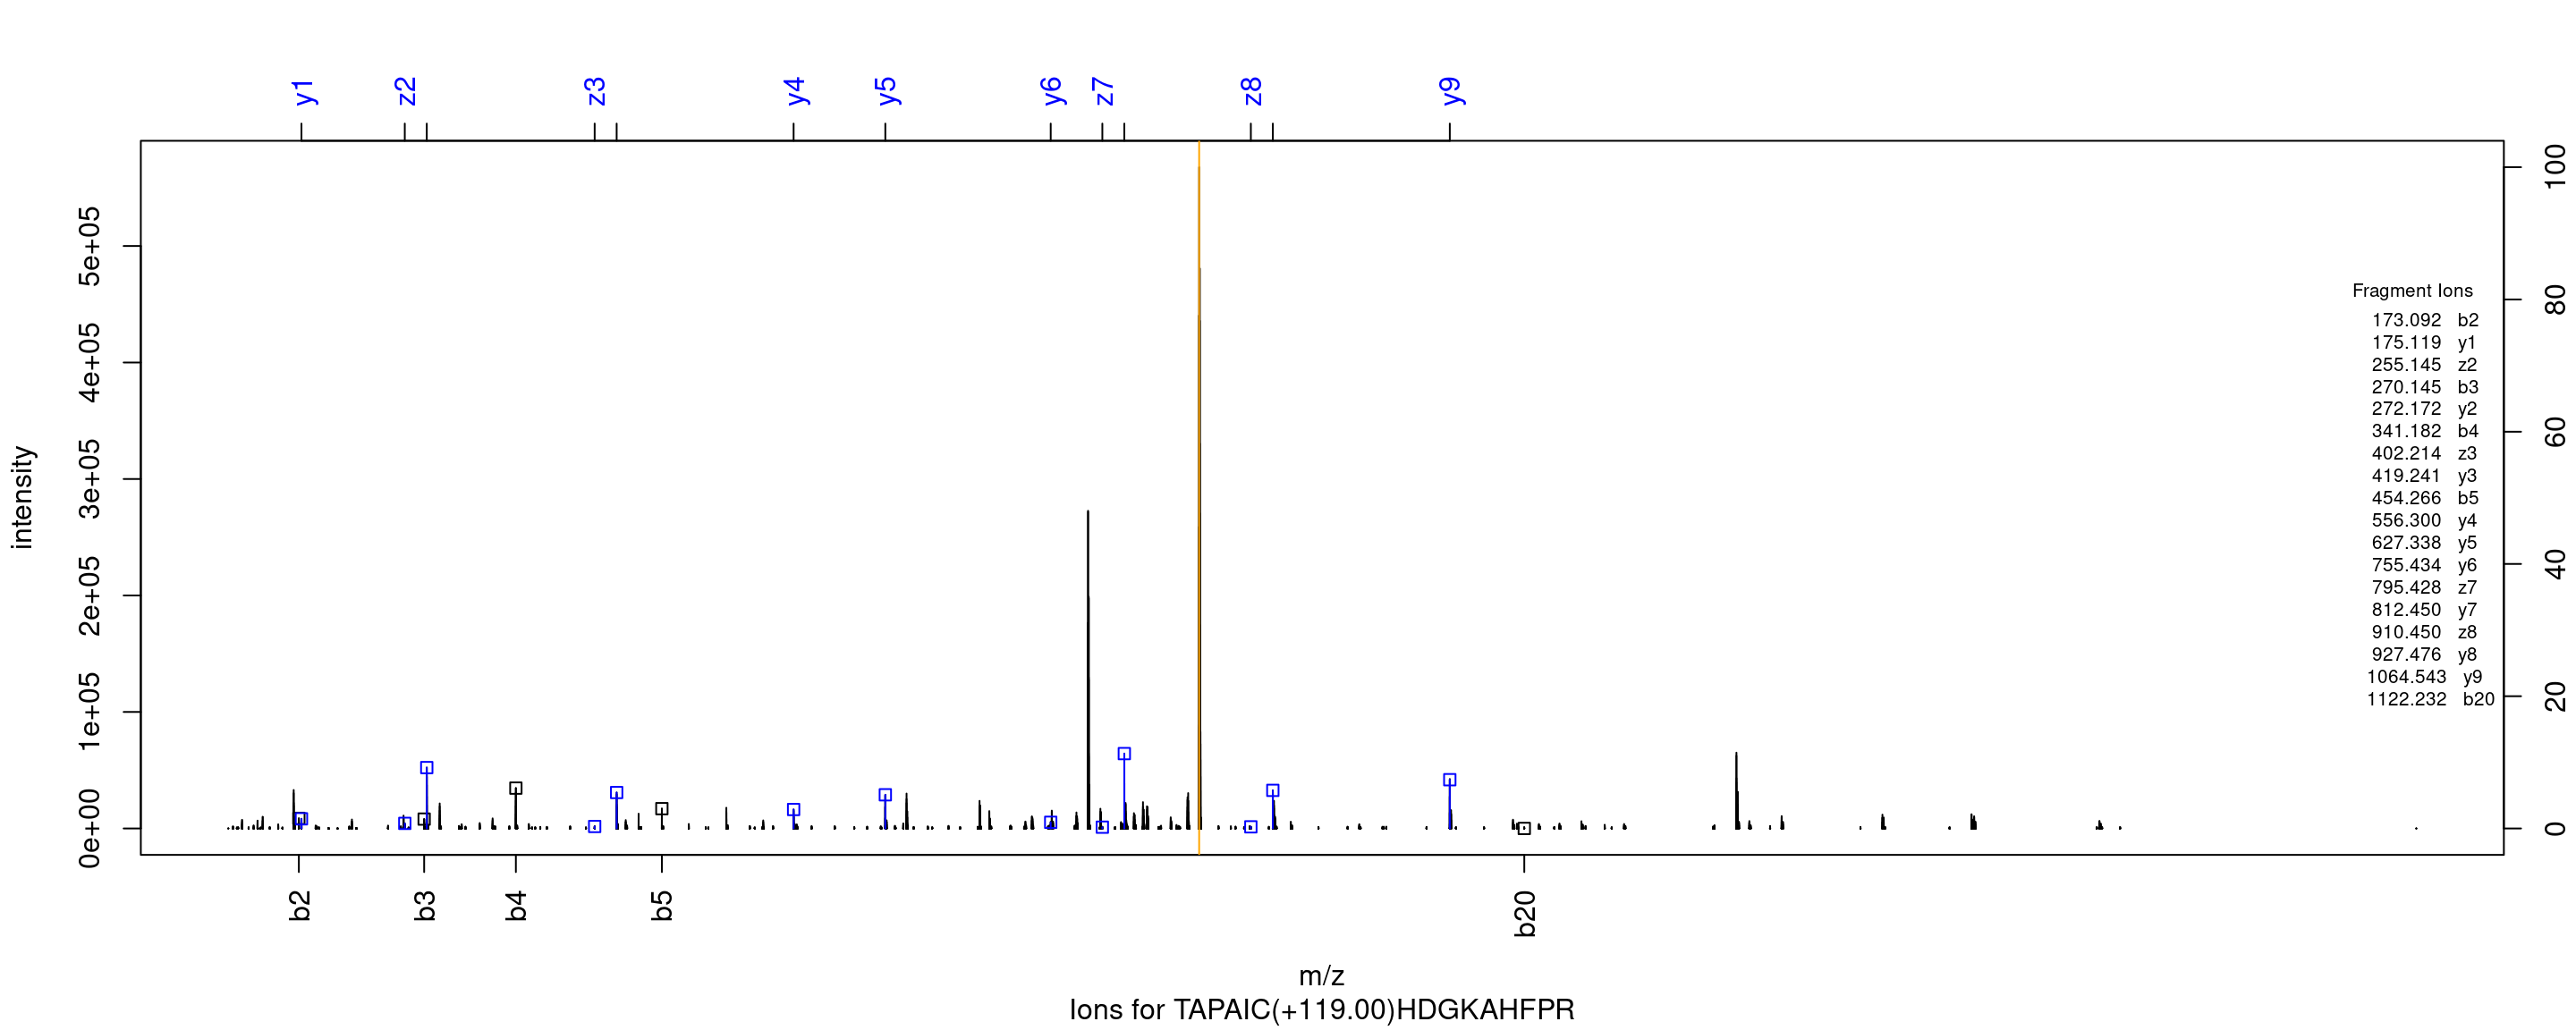 y1 z2 z3 y4 y5 y6 z7 z8 y9
0e+00 1e+05 2e+05 3e+05 4e+05 5e+05
intensity
0 20 40 60 80 100
Fragment Ions
173.092 b2
175.119 y1
255.145 z2
270.145 b3
272.172 y2
341.182 b4
402.214 z3
419.241 y3
454.266 b5
556.300 y4
627.338 y5
755.434 y6
795.428 z7
812.450 y7
910.450 z8
927.476 y8
1064.543 y9
1122.232 b20
b2 b3 b4 b5 b20
m/z
Ions for TAPAIC(+119.00)HDGKAHFPR